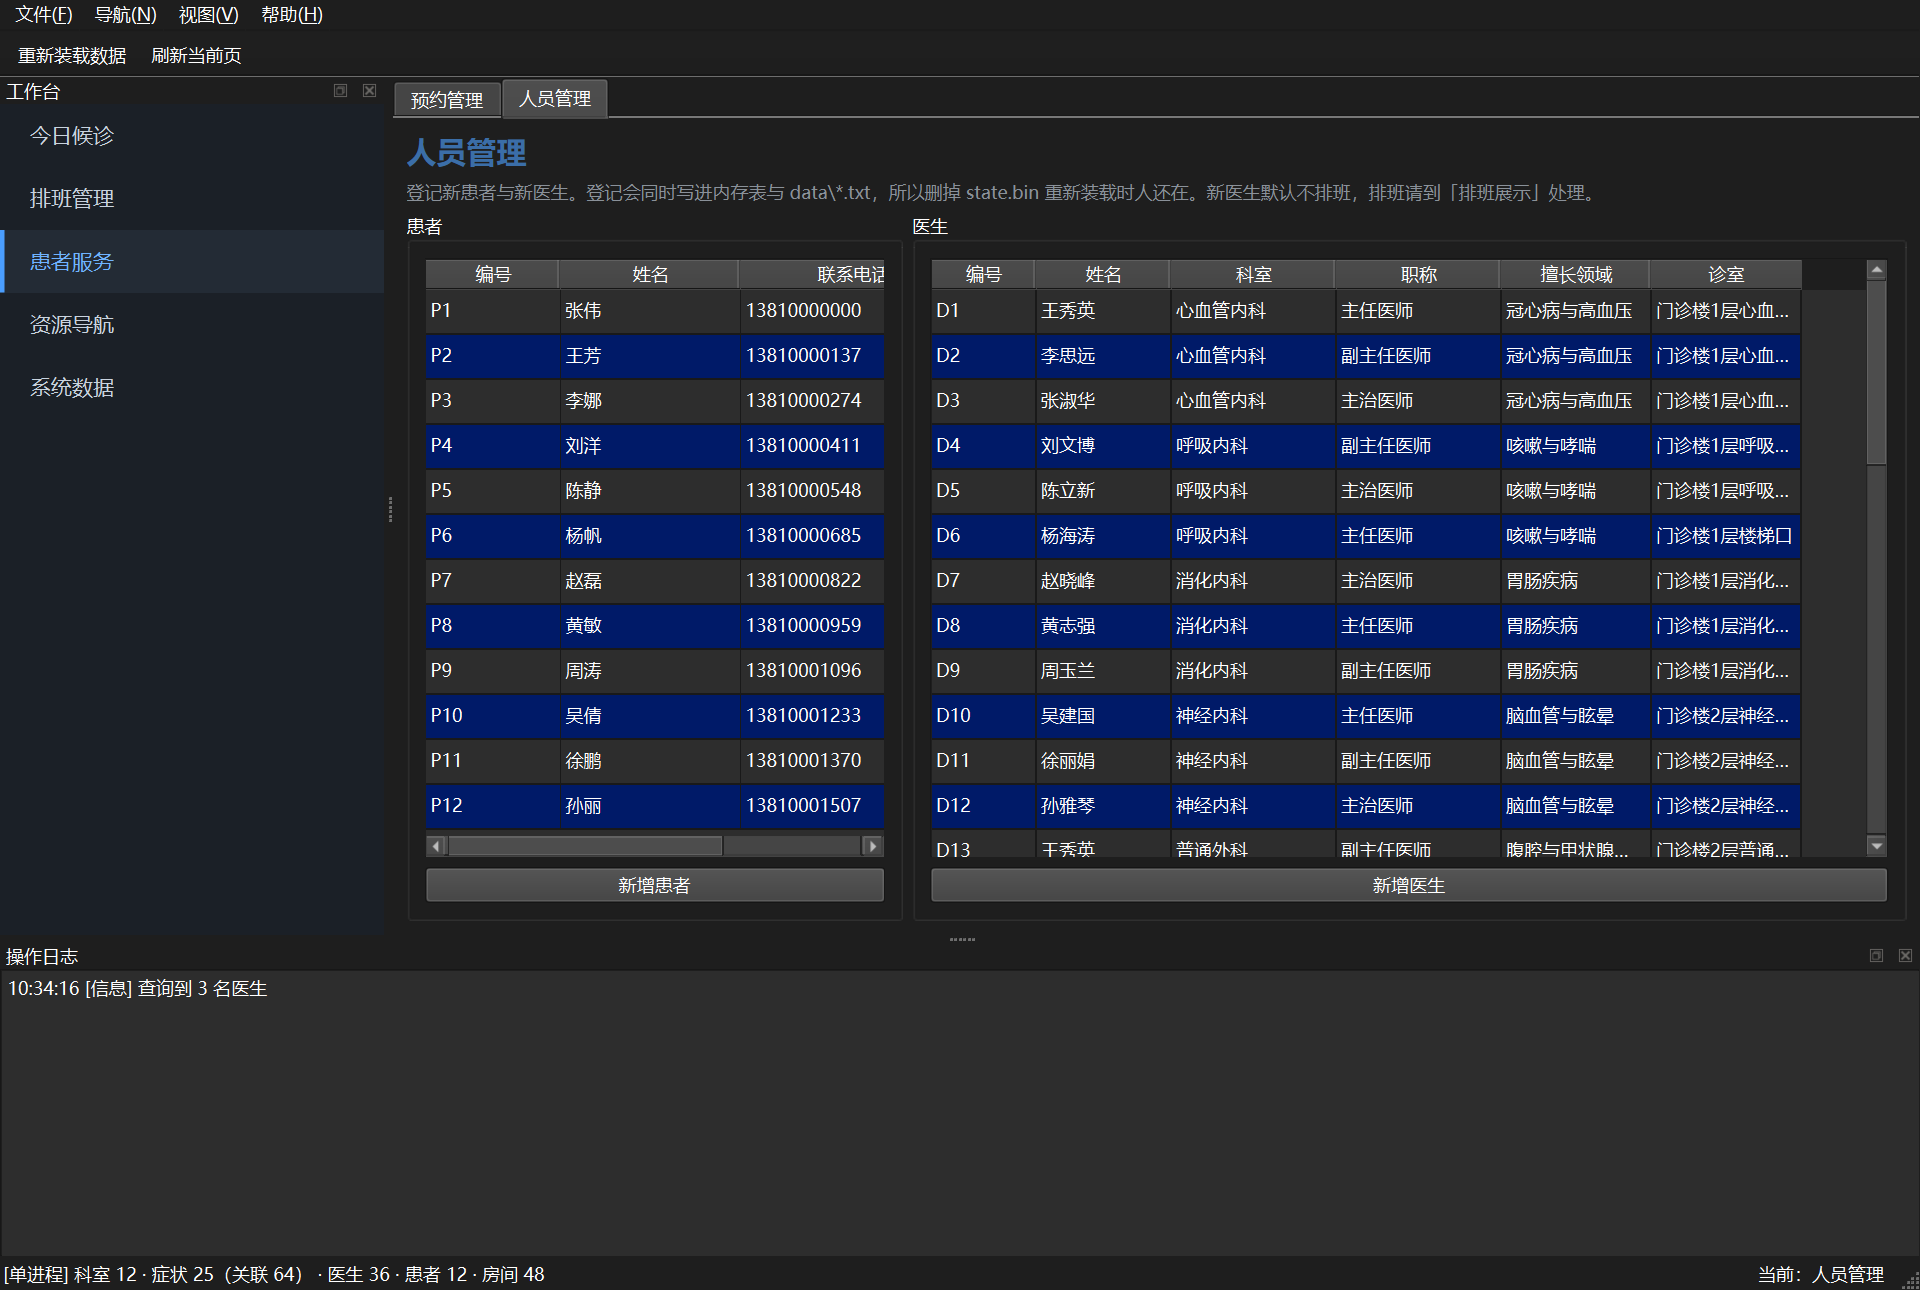 文件(F) 导航(N) 视图(V) 帮助(H)
重新装载数据 刷新当前页
工作台
今日候诊
排班管理
患者服务
资源导航
系统数据
预约管理 人员管理
人员管理
登记新患者与新医生。登记会同时写进内存表与 data\*.txt，所以删掉 state.bin 重新装载时人还在。新医生默认不排班，排班请到「排班展示」处理。
患者
编号 姓名 联系电话
P1 张伟 13810000000
P2 王芳 13810000137
P3 李娜 13810000274
P4 刘洋 13810000411
P5 陈静 13810000548
P6 杨帆 13810000685
P7 赵磊 13810000822
P8 黄敏 13810000959
P9 周涛 13810001096
P10 吴倩 13810001233
P11 徐鹏 13810001370
P12 孙丽 13810001507
新增患者
医生
编号 姓名 科室 职称 擅长领域 诊室
D1 王秀英 心血管内科 主任医师 冠心病与高血压 门诊楼1层心血...
D2 李思远 心血管内科 副主任医师 冠心病与高血压 门诊楼1层心血...
D3 张淑华 心血管内科 主治医师 冠心病与高血压 门诊楼1层心血...
D4 刘文博 呼吸内科 副主任医师 咳嗽与哮喘 门诊楼1层呼吸...
D5 陈立新 呼吸内科 主治医师 咳嗽与哮喘 门诊楼1层呼吸...
D6 杨海涛 呼吸内科 主任医师 咳嗽与哮喘 门诊楼1层楼梯口
D7 赵晓峰 消化内科 主治医师 胃肠疾病 门诊楼1层消化...
D8 黄志强 消化内科 主任医师 胃肠疾病 门诊楼1层消化...
D9 周玉兰 消化内科 副主任医师 胃肠疾病 门诊楼1层消化...
D10 吴建国 神经内科 主任医师 脑血管与眩晕 门诊楼2层神经...
D11 徐丽娟 神经内科 副主任医师 脑血管与眩晕 门诊楼2层神经...
D12 孙雅琴 神经内科 主治医师 脑血管与眩晕 门诊楼2层神经...
D13 王秀英 普通外科 副主任医师 腹腔与甲状腺... 门诊楼2层普通...
新增医生
操作日志
10:34:16 [信息] 查询到 3 名医生
[单进程] 科室 12 · 症状 25（关联 64） · 医生 36 · 患者 12 · 房间 48
当前：人员管理